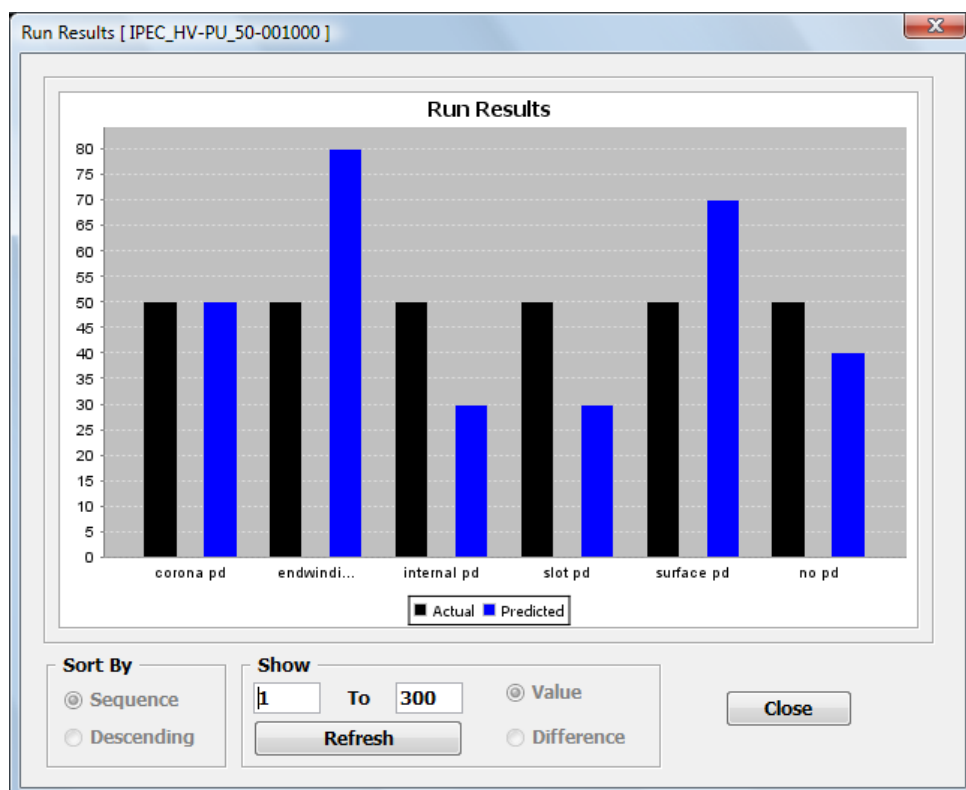 Run Results [ IPEC_HV-PU_50-001000 ]
Run Results
80
75
70
65
60
55
50
45
40
35
30
25
20
15
10
5
0
corona pd endwindi... internal pd slot pd surface pd no pd
Actual Predicted
Sort By
Sequence
Descending
Show
1 To 300
Refresh
Value
Difference
Close